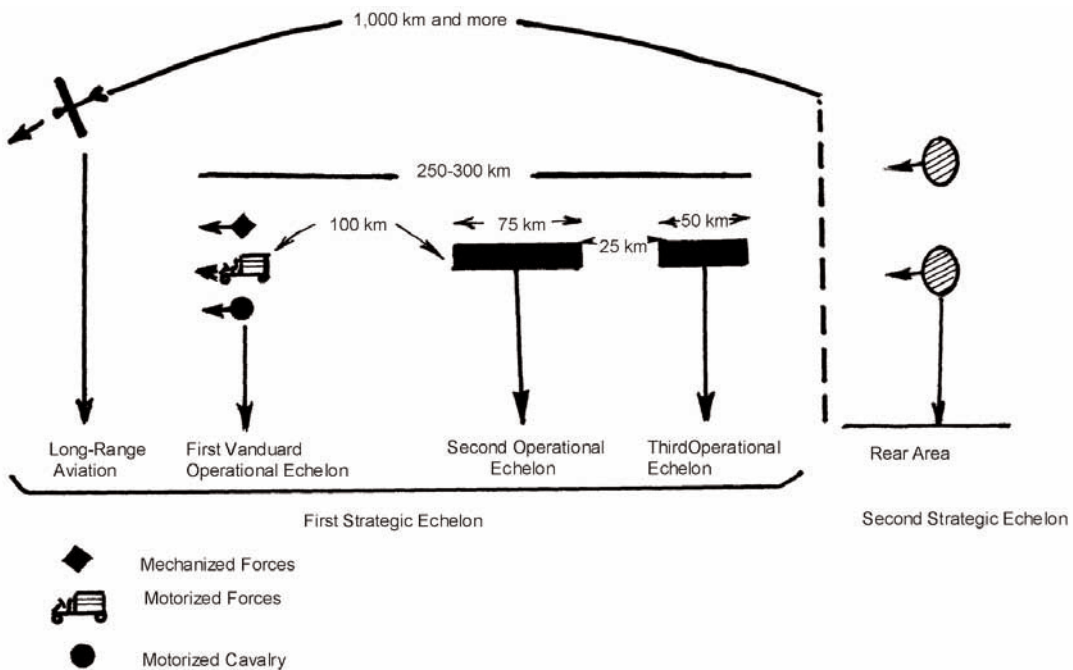 1,000 km and more
250-300 km
100 km
75 km
25 km
50 km
Long-Range
Aviation
First Vanduard
Operational Echelon
Second Operational
Echelon
ThirdOperational
Echelon
Rear Area
First Strategic Echelon
Second Strategic Echelon
Mechanized Forces
Motorized Forces
Motorized Cavalry